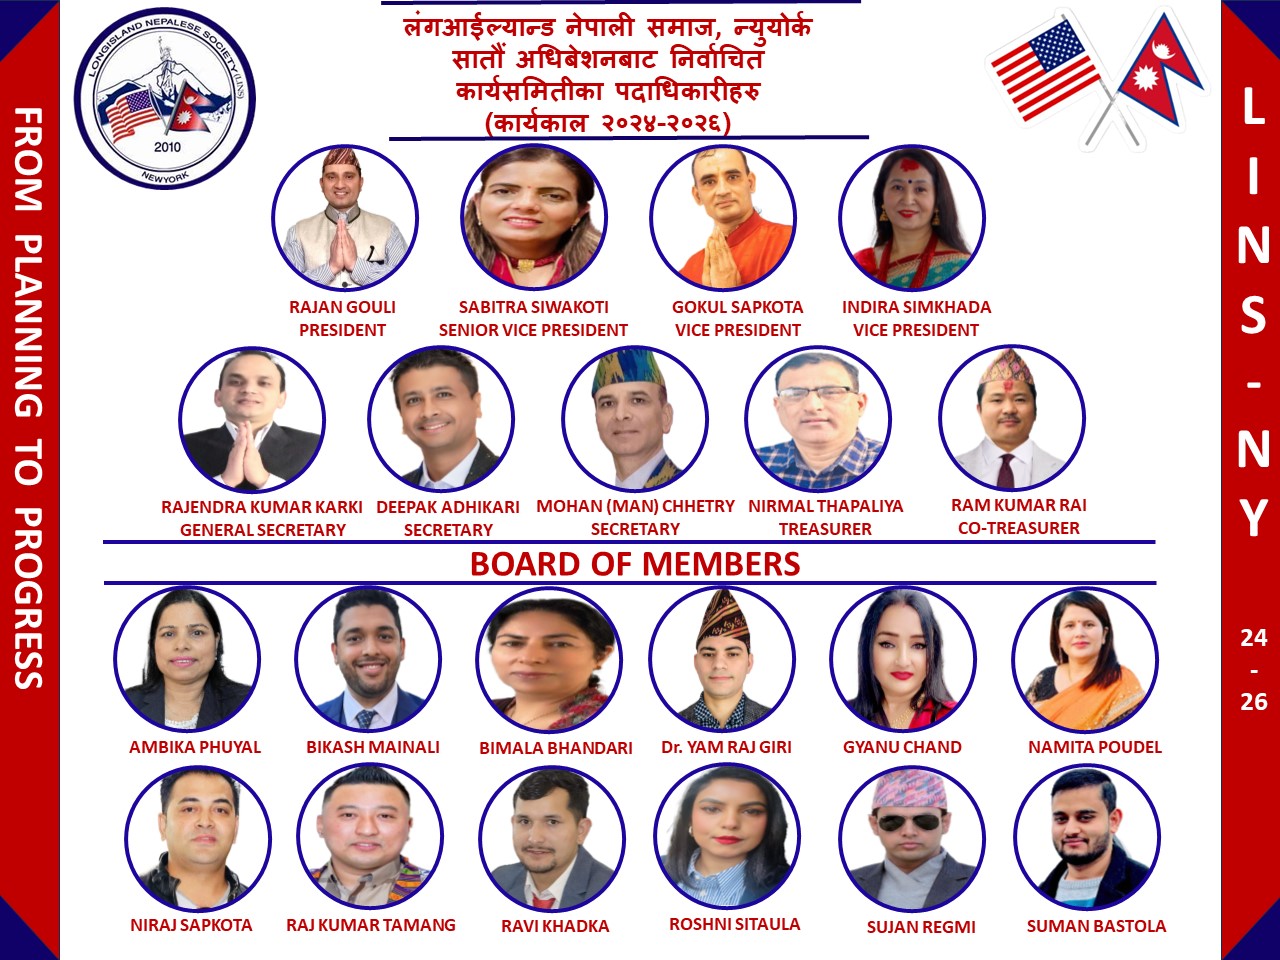 LONGISLAND NEPALESE SOCIETY (LINS)
2010
NEWYORK
लंगआईल्यान्ड नेपाली समाज, न्युयोर्क
सातौं अधिबेशनबाट निर्वाचित
कार्यसमितीका पदाधिकारीहरु
(कार्यकाल २०२४-२०२६)
FROM PLANNING TO PROGRESS
LINS-NY
24
-
26
RAJAN GOULI
PRESIDENT
SABITRA SIWAKOTI
SENIOR VICE PRESIDENT
GOKUL SAPKOTA
VICE PRESIDENT
INDIRA SIMKHADA
VICE PRESIDENT
RAJENDRA KUMAR KARKI
GENERAL SECRETARY
DEEPAK ADHIKARI
SECRETARY
MOHAN (MAN) CHHETRY
SECRETARY
NIRMAL THAPALIYA
TREASURER
RAM KUMAR RAI
CO-TREASURER
BOARD OF MEMBERS
AMBIKA PHUYAL
BIKASH MAINALI
BIMALA BHANDARI
Dr. YAM RAJ GIRI
GYANU CHAND
NAMITA POUDEL
NIRAJ SAPKOTA
RAJ KUMAR TAMANG
RAVI KHADKA
ROSHNI SITAULA
SUJAN REGMI
SUMAN BASTOLA